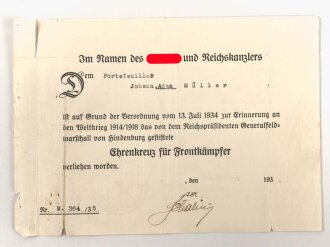 Im Namen des und Reichskanzlers
Dem Portefeuiller
Johann Adam Müller
ist auf Grund der Verordnung vom 13. Juli 1934 zur Erinnerung an
den Weltkrieg 1914/1918 das von dem Reichspräsidenten Generalfeld-
marschall von Hindenburg gestiftete
Ehrenkreuz für Frontkämpfer
verliehen worden.
, den 193 .
Nr. M. 364 /35